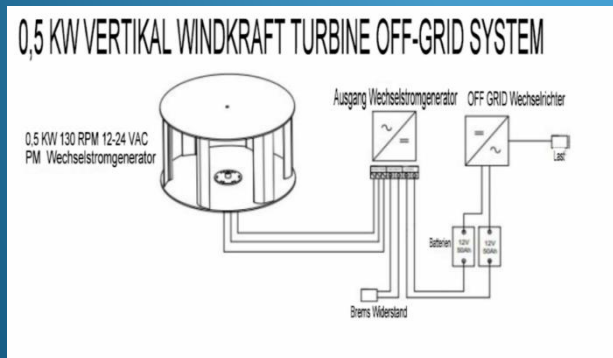 0,5 KW VERTIKAL WINDKRAFT TURBINE OFF-GRID SYSTEM
Ausgang Wechselstromgenerator
OFF GRID Wechselrichter
0,5 KW 130 RPM 12-24 VAC
PM Wechselstromgenerator
Last
Batterien
12V
50Ah
12V
50Ah
Brems Widerstand